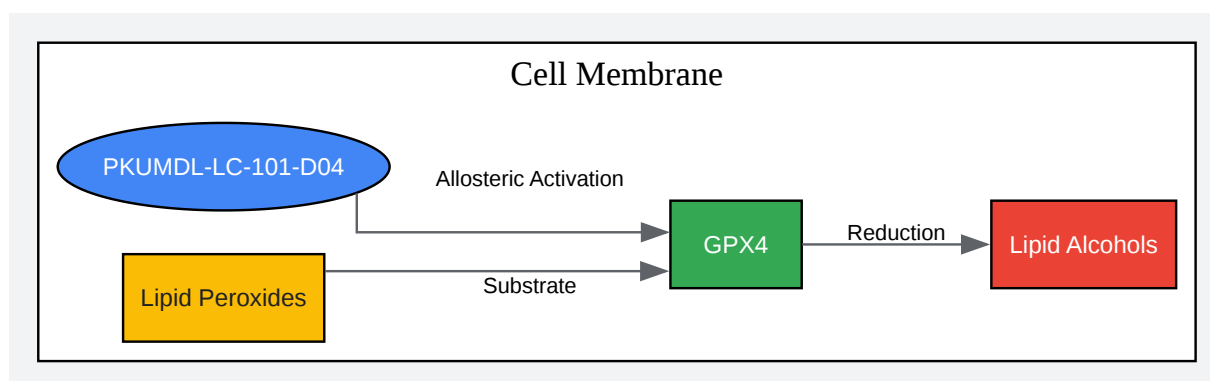 Cell Membrane
PKUMDL-LC-101-D04
Allosteric Activation
Lipid Peroxides
Substrate
GPX4
Reduction
Lipid Alcohols